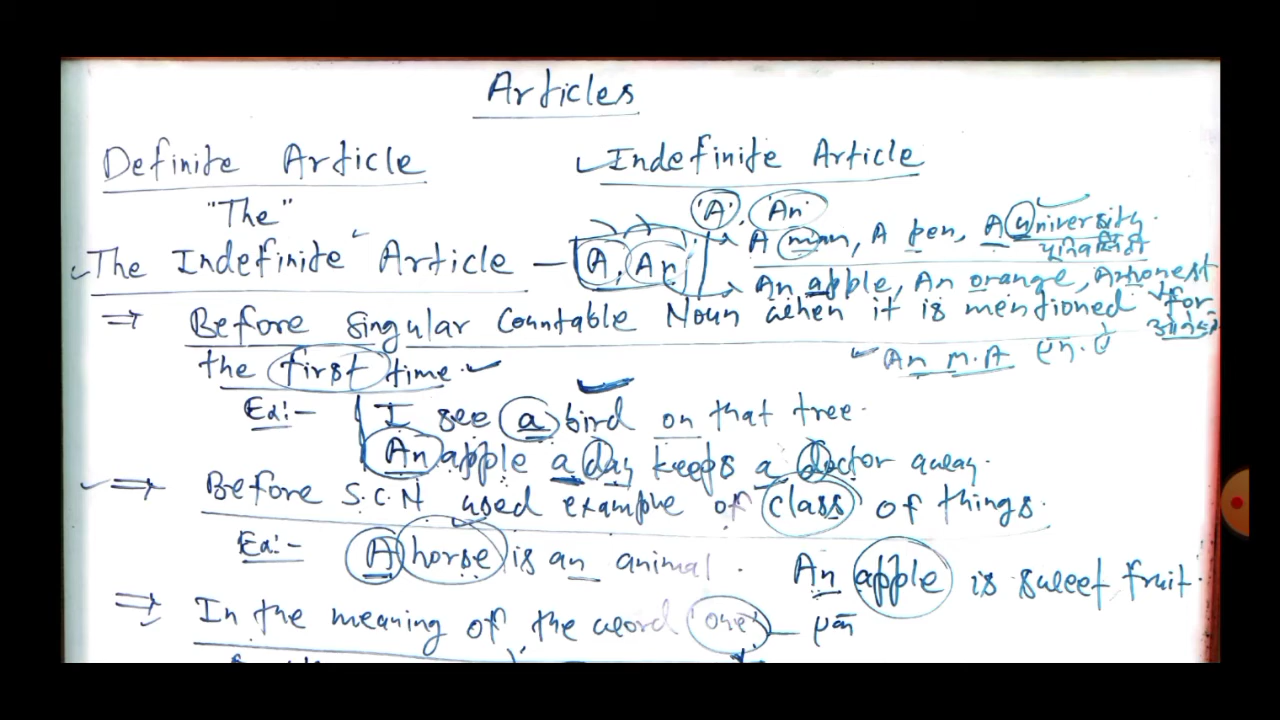 Articles
Definite Article
Indefinite Article
"The"
'A', 'An'
The Indefinite Article – A, An
A man, A pen, A university.
यूनिवर्सिटी
An apple, An orange, An honest
⇒ Before singular Countable Noun when it is mentioned for
the first time.
An M.A एम. ए
Ex:- I see a bird on that tree.
An apple a day keeps a doctor away.
⇒ Before S.C.N used example of class of things.
Ex:- A horse is an animal. An apple is sweet fruit.
⇒ In the meaning of the word 'one' – एक